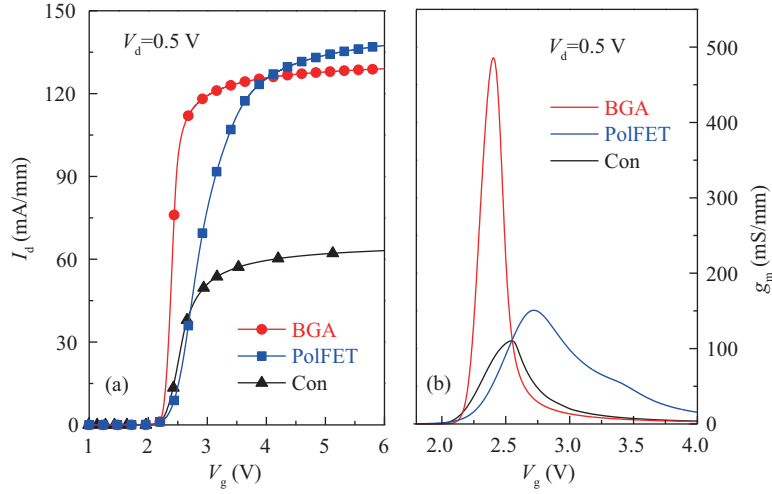 V_d=0.5 V
150
120
90
60
30
0
I_d (mA/mm)
BGA
PolFET
Con
(a)
1 2 3 4 5 6
V_g (V)
V_d=0.5 V
500
400
300
200
100
0
g_m (mS/mm)
BGA
PolFET
Con
(b)
2.0 2.5 3.0 3.5 4.0
V_g (V)